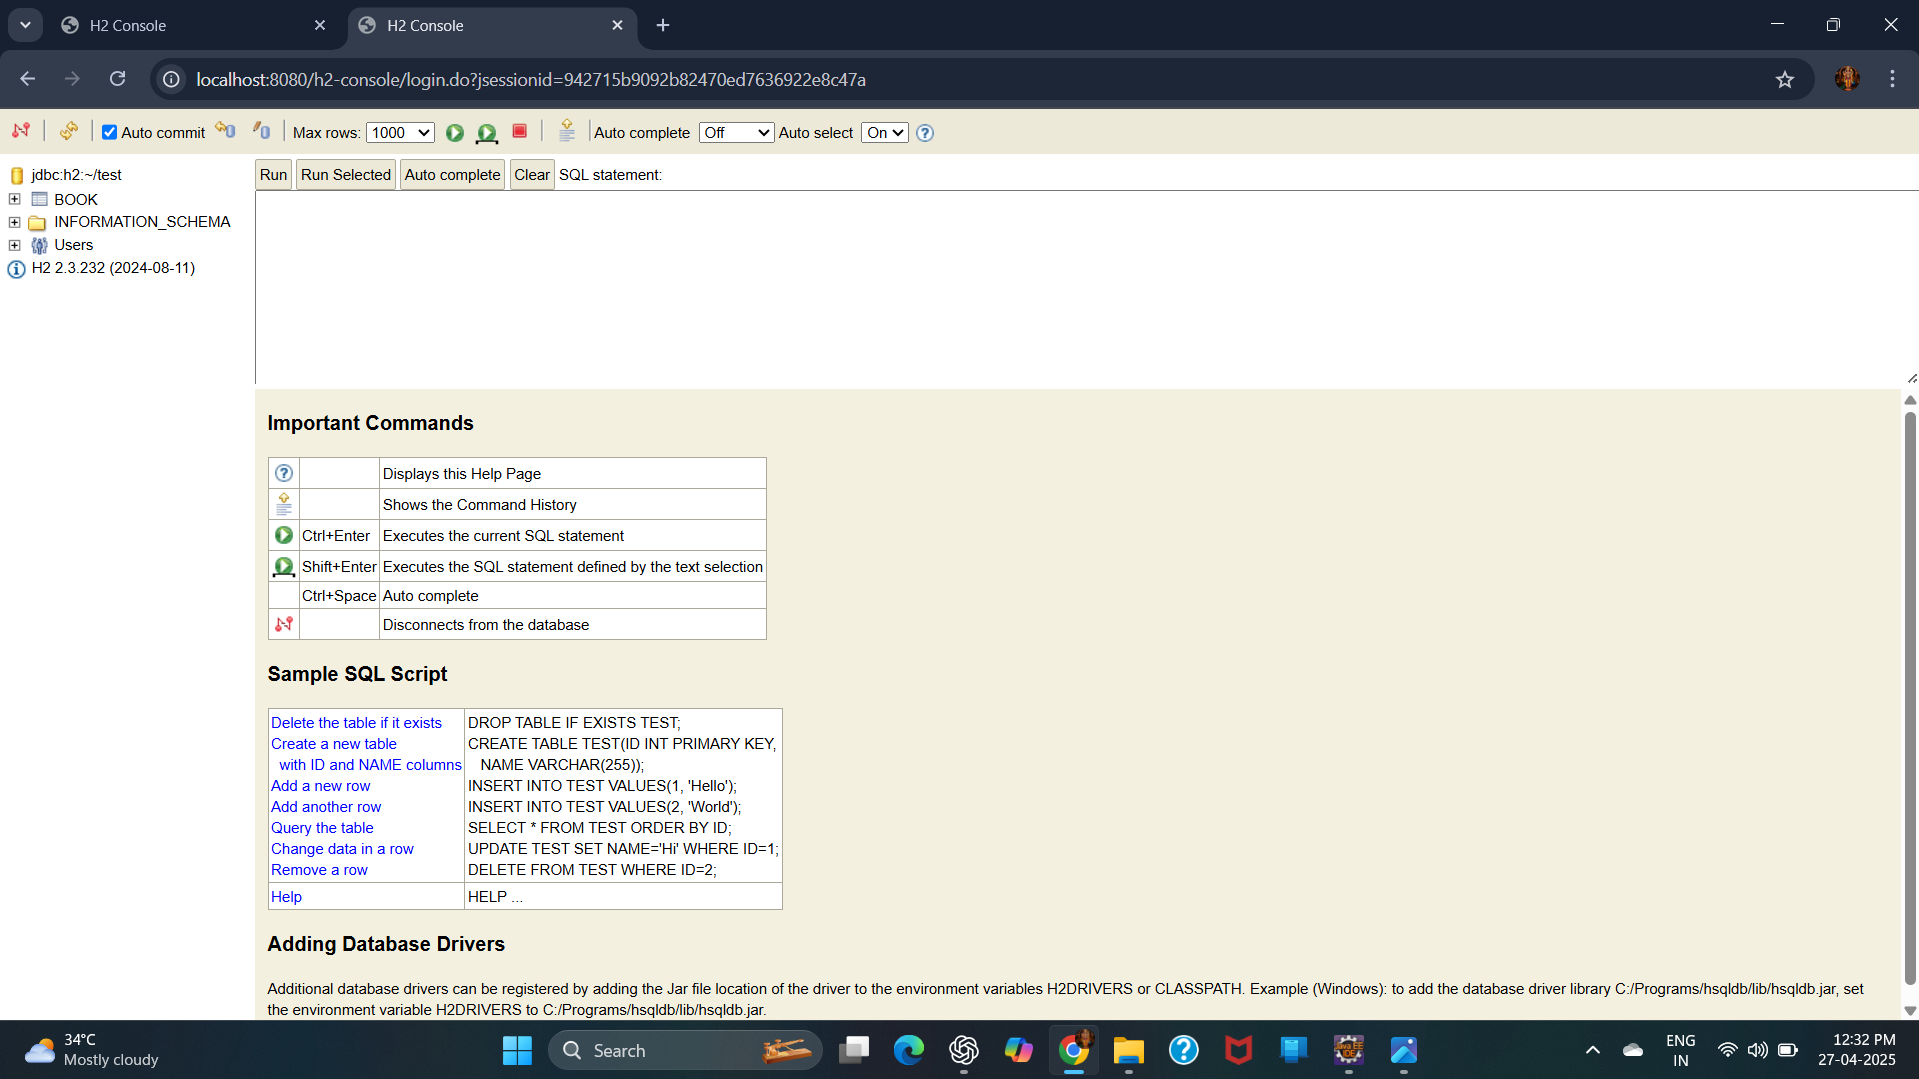 H2 Console
H2 Console
localhost:8080/h2-console/login.do?jsessionid=942715b9092b82470ed7636922e8c47a
Auto commit Max rows: 1000 Auto complete Off Auto select On
jdbc:h2:~/test
BOOK
INFORMATION_SCHEMA
Users
H2 2.3.232 (2024-08-11)
Run Run Selected Auto complete Clear SQL statement:
Important Commands
Displays this Help Page
Shows the Command History
Ctrl+Enter Executes the current SQL statement
Shift+Enter Executes the SQL statement defined by the text selection
Ctrl+Space Auto complete
Disconnects from the database
Sample SQL Script
Delete the table if it exists DROP TABLE IF EXISTS TEST;
Create a new table CREATE TABLE TEST(ID INT PRIMARY KEY,
with ID and NAME columns NAME VARCHAR(255));
Add a new row INSERT INTO TEST VALUES(1, 'Hello');
Add another row INSERT INTO TEST VALUES(2, 'World');
Query the table SELECT * FROM TEST ORDER BY ID;
Change data in a row UPDATE TEST SET NAME='Hi' WHERE ID=1;
Remove a row DELETE FROM TEST WHERE ID=2;
Help HELP ...
Adding Database Drivers
Additional database drivers can be registered by adding the Jar file location of the driver to the environment variables H2DRIVERS or CLASSPATH. Example (Windows): to add the database driver library C:/Programs/hsqldb/lib/hsqldb.jar, set
the environment variable H2DRIVERS to C:/Programs/hsqldb/lib/hsqldb.jar.
34°C
Mostly cloudy
Search
Java EE
IDE
ENG
IN
12:32 PM
27-04-2025